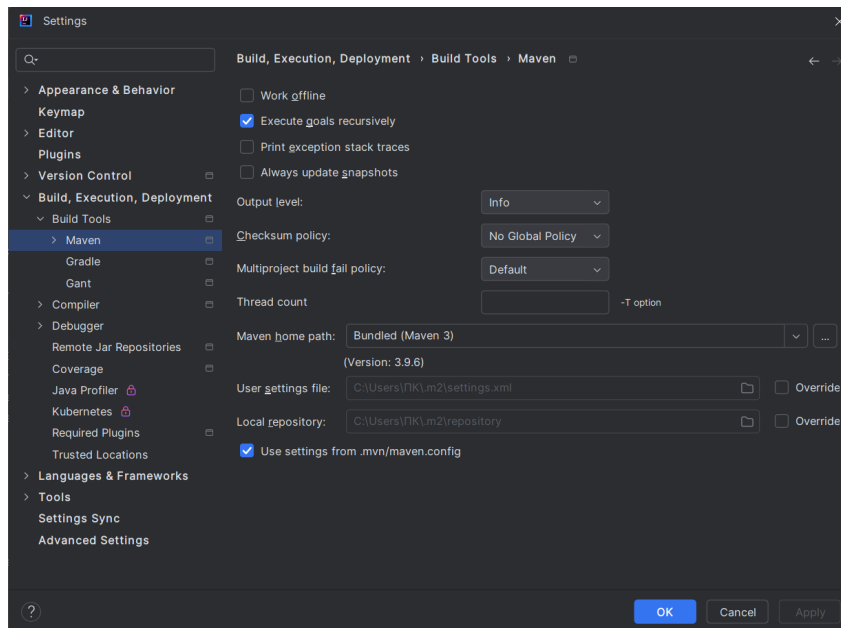 Settings
Appearance & Behavior
Keymap
Editor
Plugins
Version Control
Build, Execution, Deployment
Build Tools
Maven
Gradle
Gant
Compiler
Debugger
Remote Jar Repositories
Coverage
Java Profiler
Kubernetes
Required Plugins
Trusted Locations
Languages & Frameworks
Tools
Settings Sync
Advanced Settings
Build, Execution, Deployment › Build Tools › Maven
Work offline
Execute goals recursively
Print exception stack traces
Always update snapshots
Output level: Info
Checksum policy: No Global Policy
Multiproject build fail policy: Default
Thread count -T option
Maven home path: Bundled (Maven 3) ...
(Version: 3.9.6)
User settings file: C:\Users\ПК\.m2\settings.xml Override
Local repository: C:\Users\ПК\.m2\repository Override
Use settings from .mvn/maven.config
? OK Cancel Apply